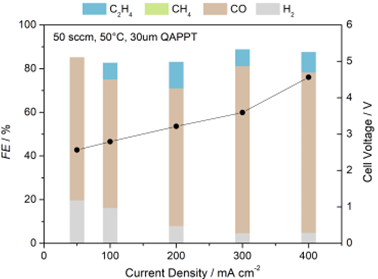 C₂H₄ CH₄ CO H₂
50 sccm, 50°C, 30um QAPPT
100
80
60
40
20
0
FE / %
6
5
4
3
2
1
0
Cell Voltage / V
0 100 200 300 400
Current Density / mA cm⁻²